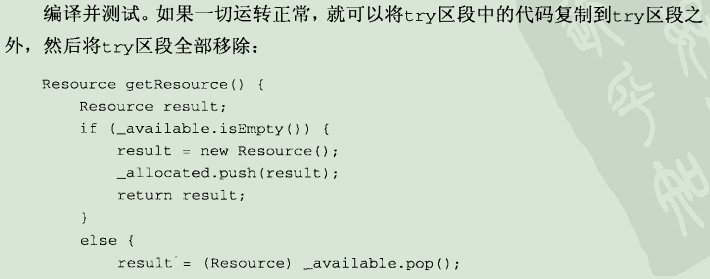 编译并测试。如果一切运转正常，就可以将try区段中的代码复制到try区段之
外，然后将try区段全部移除：
Resource getResource() {
Resource result;
if (_available.isEmpty()) {
result = new Resource();
_allocated.push(result);
return result;
}
else {
result = (Resource) _available.pop();